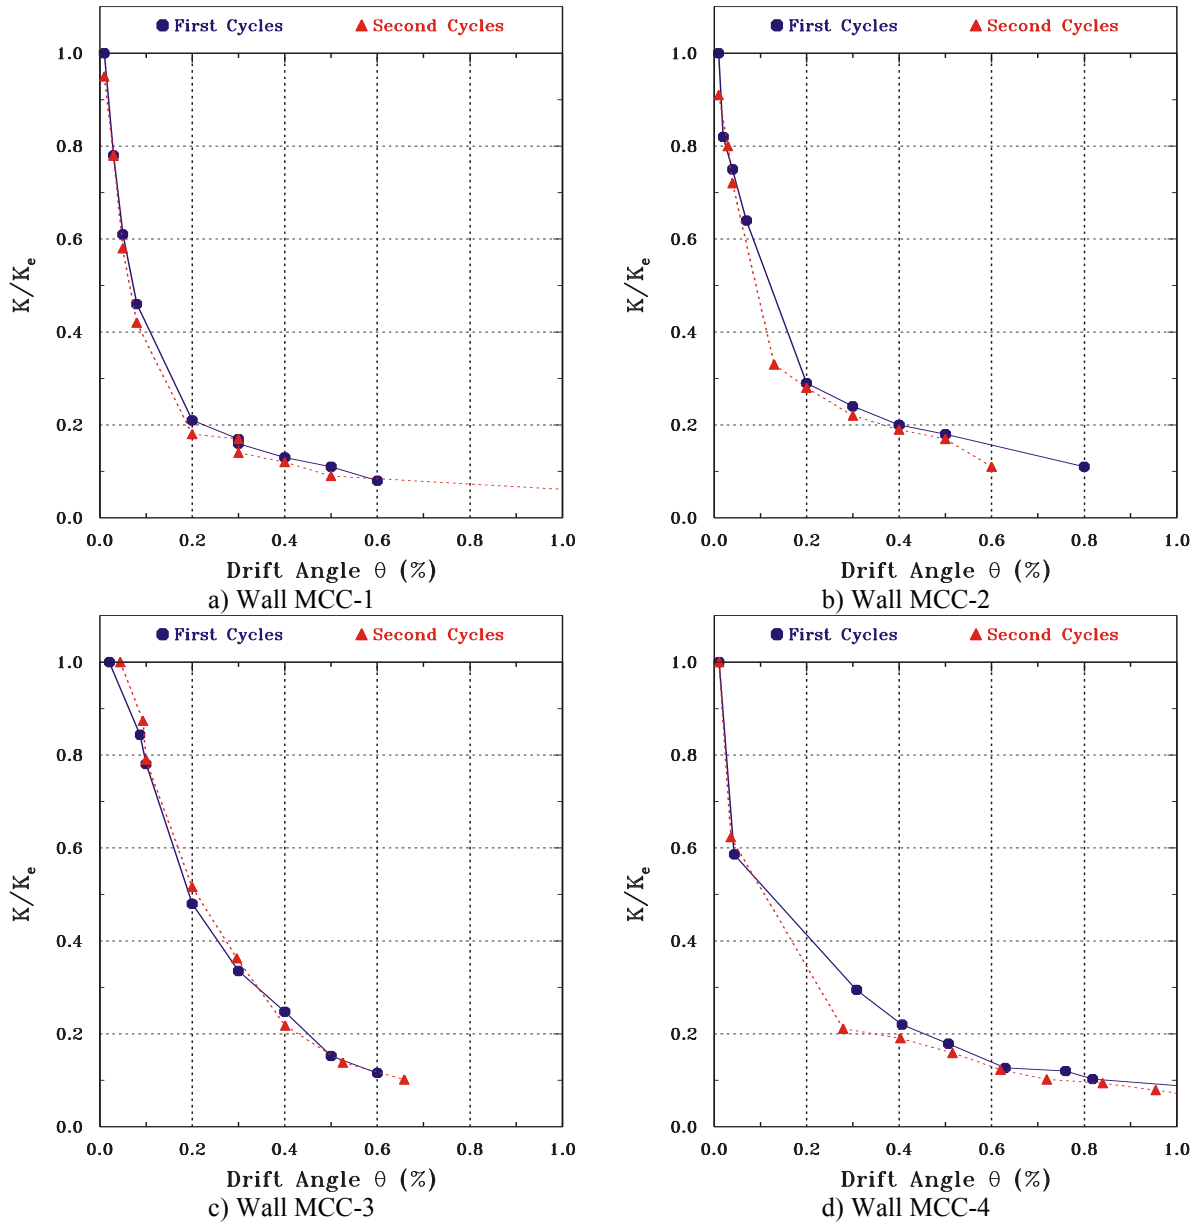 First Cycles Second Cycles
1.0
0.8
0.6
0.4
0.2
0.0
K/Ke
0.0 0.2 0.4 0.6 0.8 1.0
Drift Angle θ (%)
a) Wall MCC-1
First Cycles Second Cycles
1.0
0.8
0.6
0.4
0.2
0.0
K/Ke
0.0 0.2 0.4 0.6 0.8 1.0
Drift Angle θ (%)
b) Wall MCC-2
First Cycles Second Cycles
1.0
0.8
0.6
0.4
0.2
0.0
K/Ke
0.0 0.2 0.4 0.6 0.8 1.0
Drift Angle θ (%)
c) Wall MCC-3
First Cycles Second Cycles
1.0
0.8
0.6
0.4
0.2
0.0
K/Ke
0.0 0.2 0.4 0.6 0.8 1.0
Drift Angle θ (%)
d) Wall MCC-4